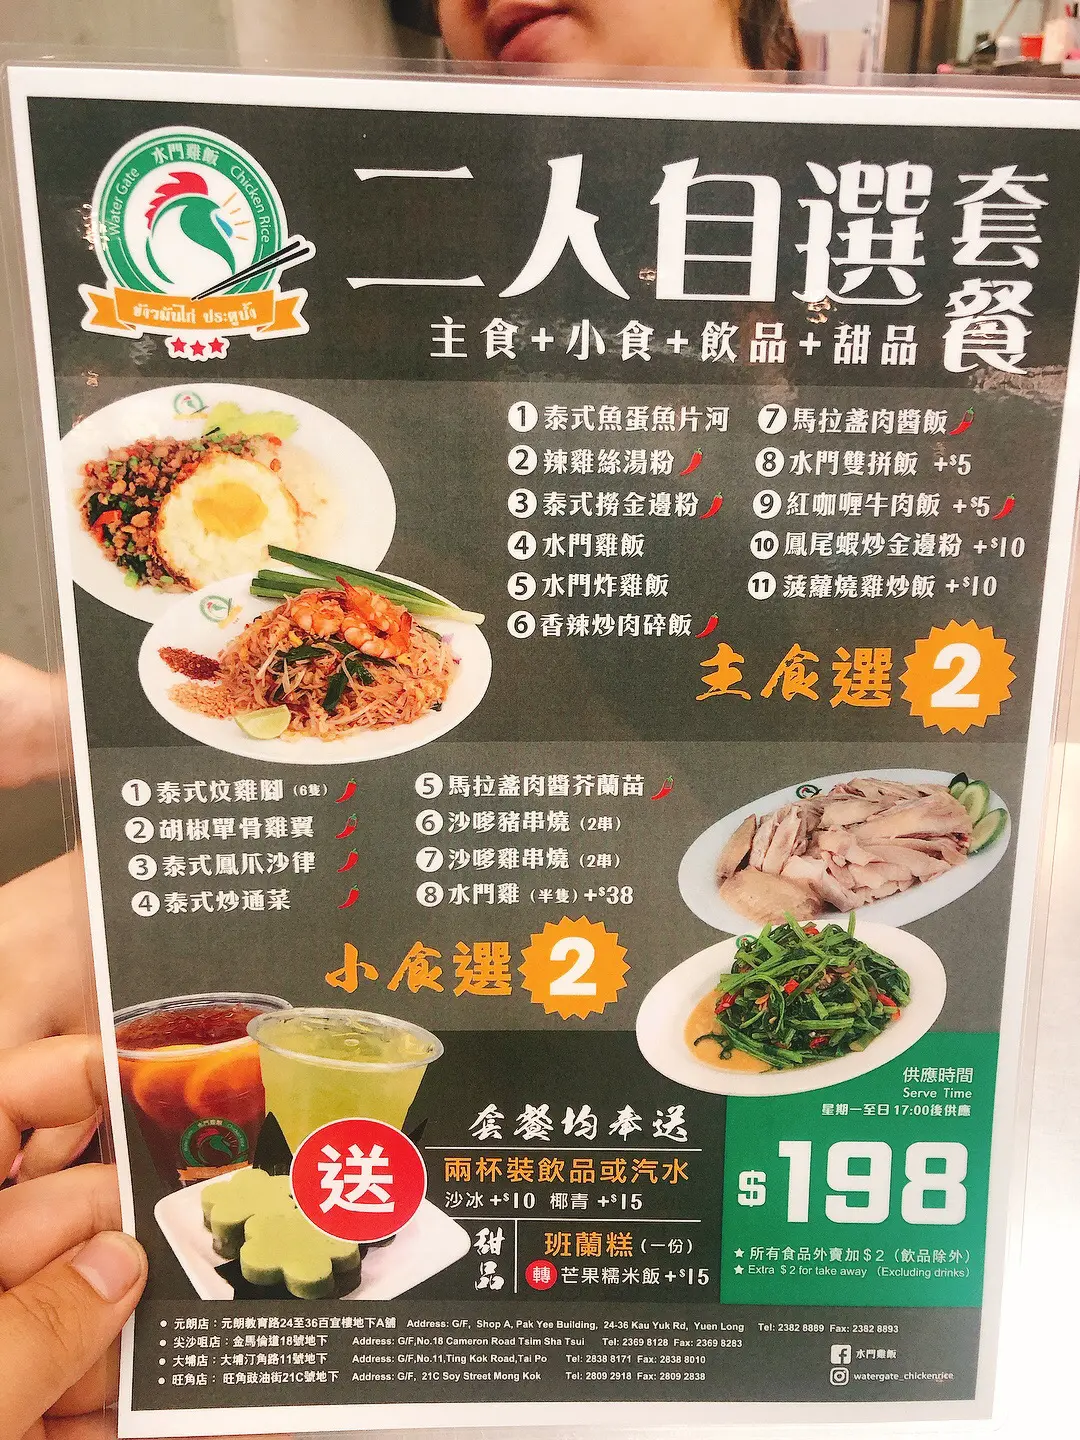 水門雞飯
Water Gate
Chicken Rice
ข้าวมันไก่ ประตูน้ำ
二人自選套餐
主食+小食+飲品+甜品
1 泰式魚蛋魚片河
2 辣雞絲湯粉
3 泰式撈金邊粉
4 水門雞飯
5 水門炸雞飯
6 香辣炒肉碎飯
7 馬拉盞肉醬飯
8 水門雙拼飯 +$5
9 紅咖喱牛肉飯 +$5
10 鳳尾蝦炒金邊粉 +$10
11 菠蘿燒雞炒飯 +$10
主食選 2
1 泰式炆雞腳 (6隻)
2 胡椒單骨雞翼
3 泰式鳳爪沙律
4 泰式炒通菜
5 馬拉盞肉醬芥蘭苗
6 沙嗲豬串燒 (2串)
7 沙嗲雞串燒 (2串)
8 水門雞 (半隻) +$38
小食選 2
送
套餐均奉送
兩杯裝飲品或汽水
沙冰 +$10 椰青 +$15
甜品
班蘭糕 (一份)
轉 芒果糯米飯 +$15
供應時間
Serve Time
星期一至日 17:00後供應
$198
★ 所有食品外賣加$2 (飲品除外)
★ Extra $2 for take away (Excluding drinks)
● 元朗店：元朗教育路24至36百宜樓地下A舖 Address: G/F, Shop A, Pak Yee Building, 24-36 Kau Yuk Rd, Yuen Long Tel: 2382 8889 Fax: 2382 8893
● 尖沙咀店：金馬倫道18號地下 Address: G/F,No.18 Cameron Road Tsim Sha Tsui Tel: 2369 8128 Fax: 2369 8283
● 大埔店：大埔汀角路11號地下 Address: G/F,No.11,Ting Kok Road,Tai Po Tel: 2838 8171 Fax: 2838 8010
● 旺角店：旺角豉油街21C號地下 Address: G/F, 21C Soy Street Mong Kok Tel: 2809 2918 Fax: 2809 2838
水門雞飯
watergate_chickenrice